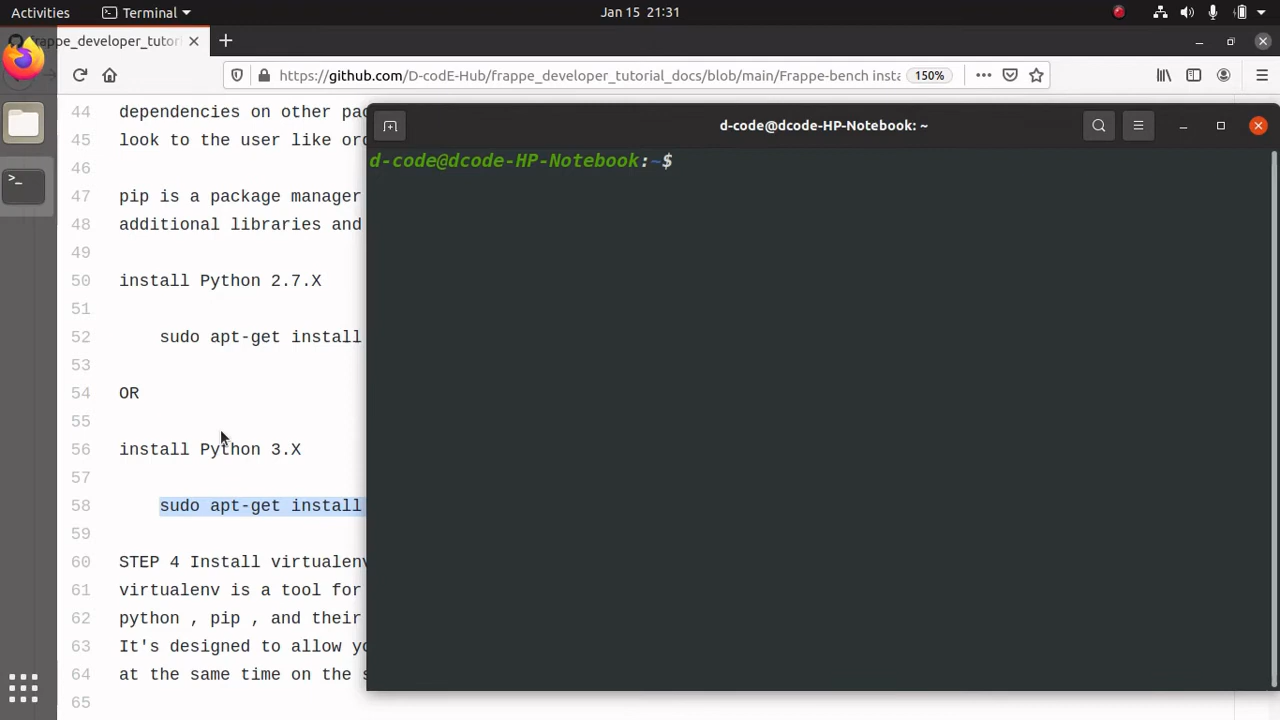 Activities
Terminal
Jan 15 21:31
frappe_developer_tutori
https://github.com/D-codE-Hub/frappe_developer_tutorial_docs/blob/main/Frappe-bench insta
150%
44 dependencies on other pac
45 look to the user like ord
46
47 pip is a package manager
48 additional libraries and
49
50 install Python 2.7.X
51
52 sudo apt-get install
53
54 OR
55
56 install Python 3.X
57
58 sudo apt-get install
59
60 STEP 4 Install virtualenv
61 virtualenv is a tool for
62 python , pip , and their
63 It's designed to allow yo
64 at the same time on the s
65
d-code@dcode-HP-Notebook: ~
d-code@dcode-HP-Notebook:~$